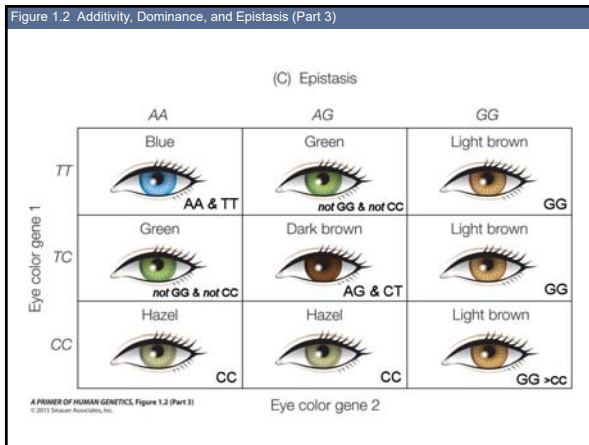 Figure 1.2 Additivity, Dominance, and Epistasis (Part 3)
(C) Epistasis
AA AG GG
Eye color gene 1
TT
Blue Green Light brown
AA & TT not GG & not CC GG
TC
Green Dark brown Light brown
not GG & not CC AG & CT GG
CC
Hazel Hazel Light brown
CC CC GG >CC
A PRIMER OF HUMAN GENETICS, Figure 1.2 (Part 3)
© 2015 Sinauer Associates, Inc.
Eye color gene 2